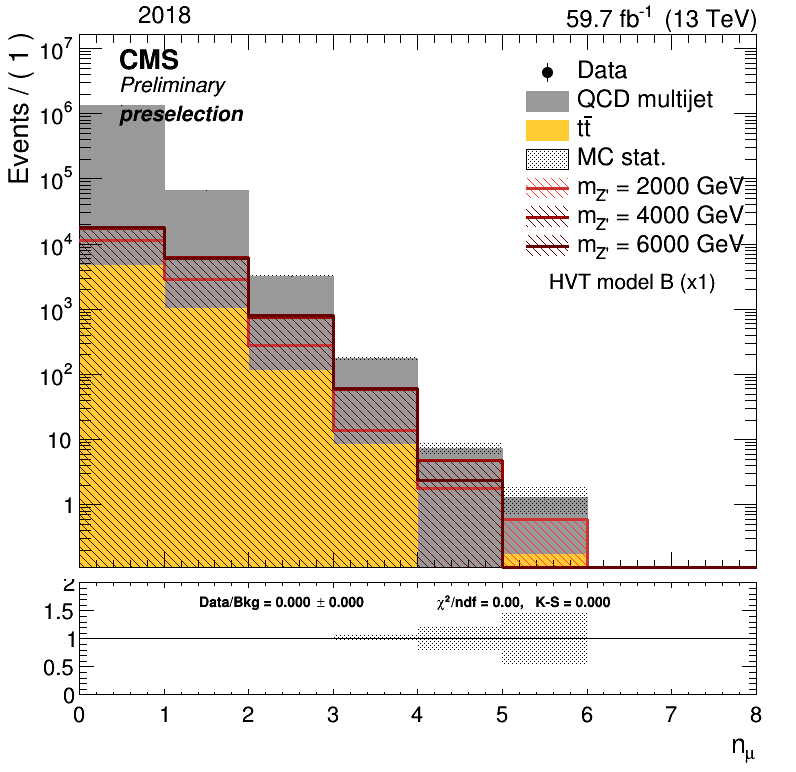 2018
59.7 fb⁻¹ (13 TeV)
Events / ( 1 )
CMS
Preliminary
preselection
Data
QCD multijet
tt̄
MC stat.
m_Z' = 2000 GeV
m_Z' = 4000 GeV
m_Z' = 6000 GeV
HVT model B (x1)
10⁷
10⁶
10⁵
10⁴
10³
10²
10
1
Data/Bkg = 0.000 ± 0.000
χ²/ndf = 0.00, K-S = 0.000
2
1.5
1
0.5
0
0 1 2 3 4 5 6 7 8
n_μ